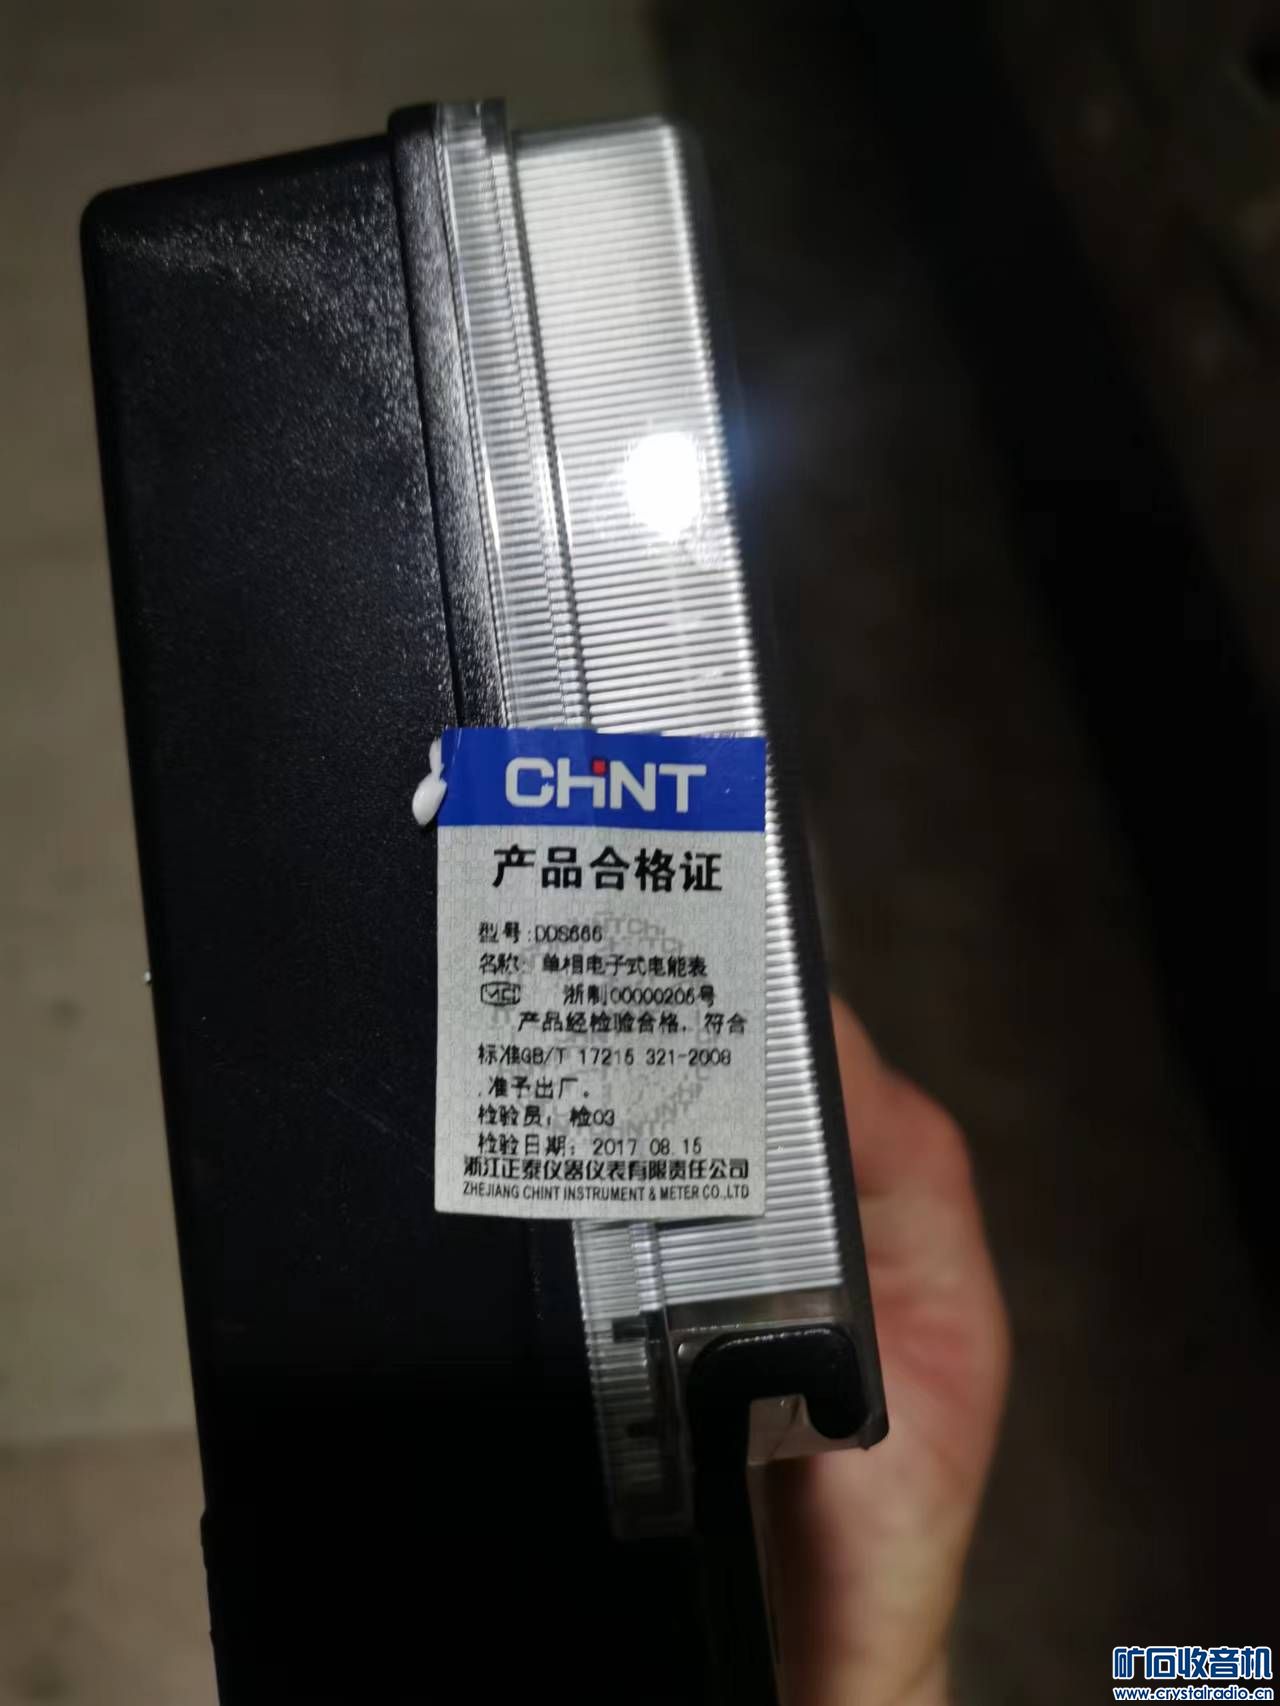 CHINT
产品合格证
型号:DDS666
名称: 单相电子式电能表
MC 浙制00000206号
产品经检验合格, 符合
标准GB/T 17215 321-2008
,准予出厂。
检验员: 检03
检验日期: 2017 08 15
浙江正泰仪器仪表有限责任公司
ZHEJIANG CHINT INSTRUMENT & METER CO.,LTD
矿石收音机
www.crystalradio.cn